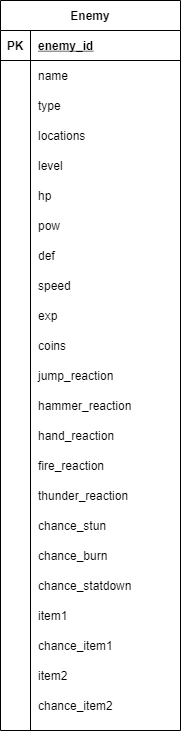 Enemy
PK enemy_id
name
type
locations
level
hp
pow
def
speed
exp
coins
jump_reaction
hammer_reaction
hand_reaction
fire_reaction
thunder_reaction
chance_stun
chance_burn
chance_statdown
item1
chance_item1
item2
chance_item2